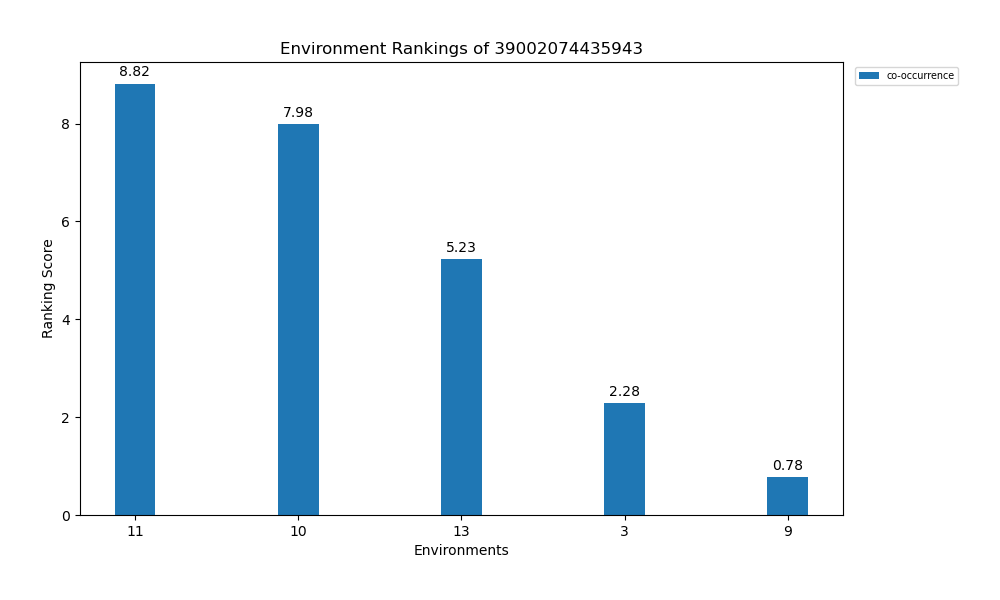 Environment Rankings of 39002074435943
co-occurrence
8.82
7.98
5.23
2.28
0.78
8
6
4
2
0
Ranking Score
11 10 13 3 9
Environments